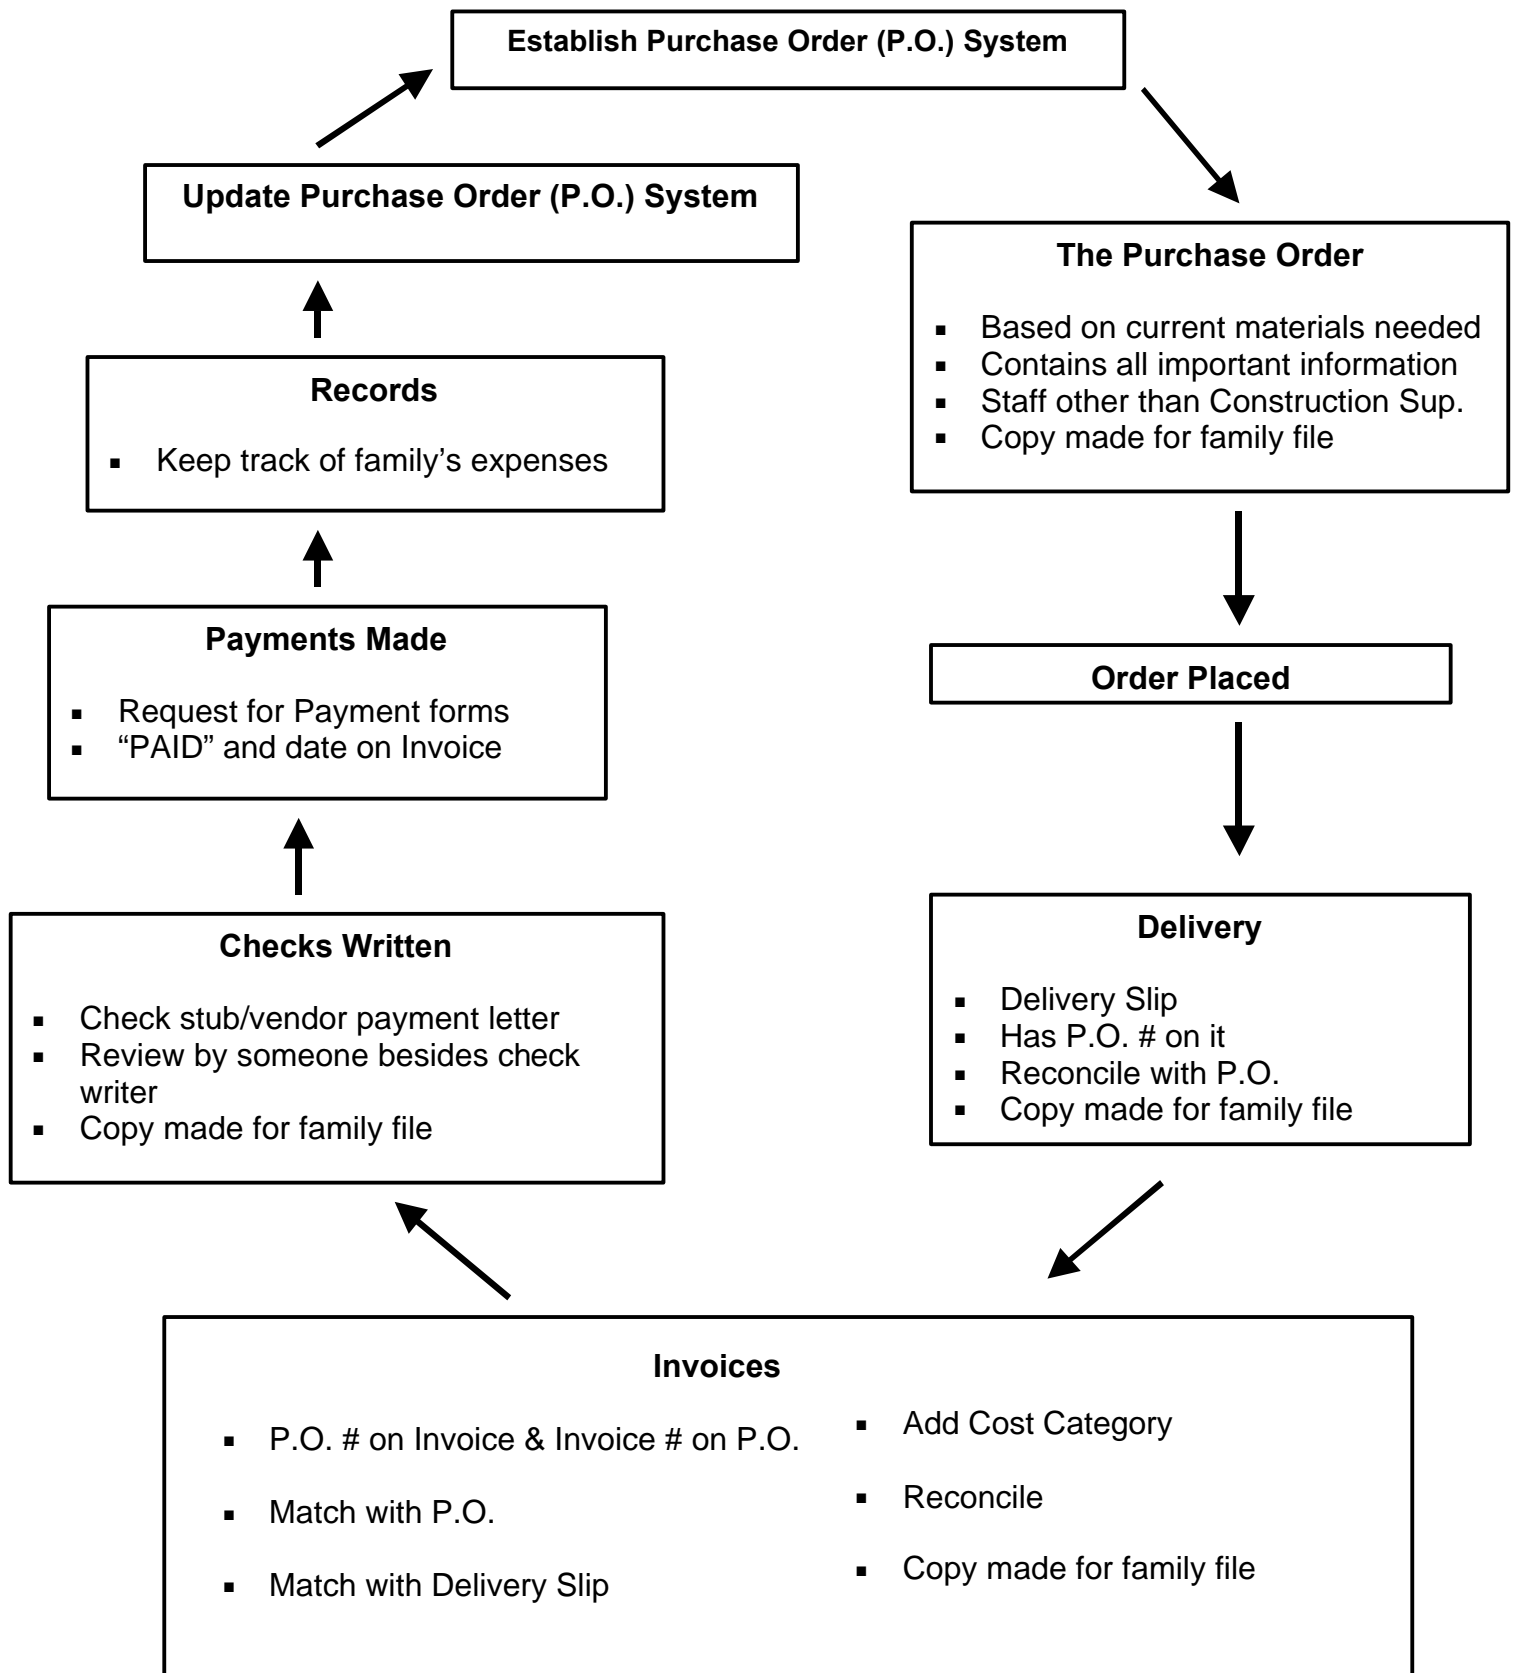 Establish Purchase Order (P.O.) System
Update Purchase Order (P.O.) System
The Purchase Order
▪ Based on current materials needed
▪ Contains all important information
▪ Staff other than Construction Sup.
▪ Copy made for family file
Records
▪ Keep track of family’s expenses
Payments Made
▪ Request for Payment forms
▪ “PAID” and date on Invoice
Order Placed
Checks Written
▪ Check stub/vendor payment letter
▪ Review by someone besides check
writer
▪ Copy made for family file
Delivery
▪ Delivery Slip
▪ Has P.O. # on it
▪ Reconcile with P.O.
▪ Copy made for family file
Invoices
▪ P.O. # on Invoice & Invoice # on P.O.
▪ Match with P.O.
▪ Match with Delivery Slip
▪ Add Cost Category
▪ Reconcile
▪ Copy made for family file